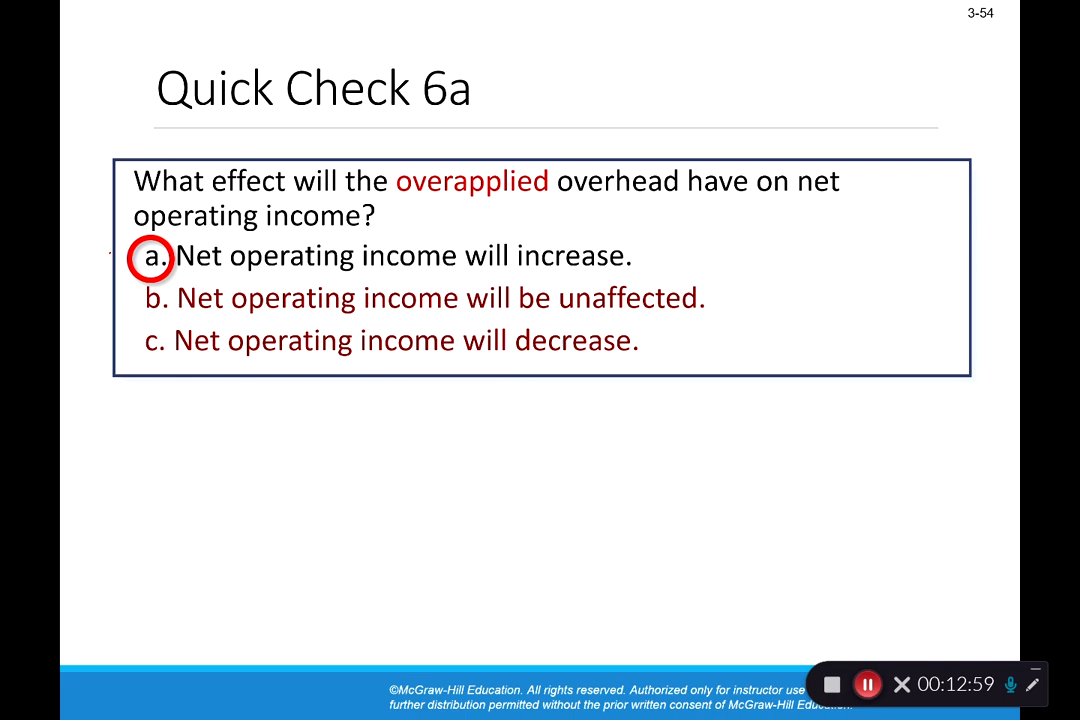 3-54
Quick Check 6a
What effect will the overapplied overhead have on net
operating income?
a. Net operating income will increase.
b. Net operating income will be unaffected.
c. Net operating income will decrease.
©McGraw-Hill Education. All rights reserved. Authorized only for instructor use
further distribution permitted without the prior written consent of McGraw-Hill Education.
00:12:59